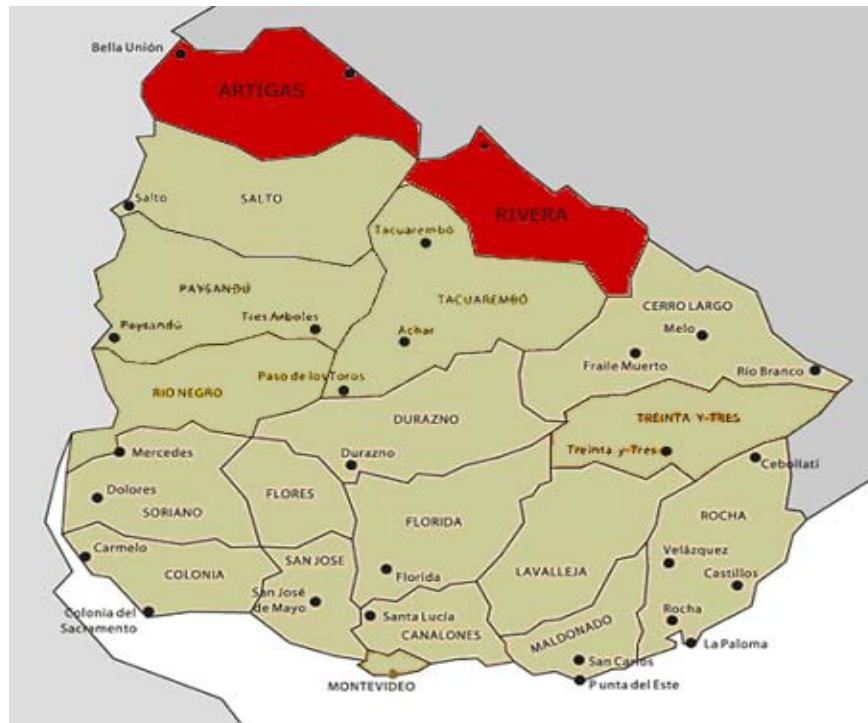 Bella Unión
ARTIGAS
Salto
SALTO
RIVERA
Tacuarembó
PAYSANDÚ
TACUAREMBÓ
CERRO LARGO
Paysandú
Tres Arboles
Achar
Melo
Fraile Muerto
Río Branco
RIO NEGRO
Paso de los Toros
DURAZNO
TREINTA Y-TRES
Mercedes
Durazno
Treinta y-Tres
Cebollatí
Dolores
FLORES
SORIANO
FLORIDA
ROCHA
Carmelo
COLONIA
SAN JOSE
Florida
LAVALLEJA
Velázquez
Castillos
San José
de Mayo
Colonia del
Sacramento
Santa Lucía
CANALONES
MALDONADO
Rocha
La Paloma
San Carlos
MONTEVIDEO
Punta del Este